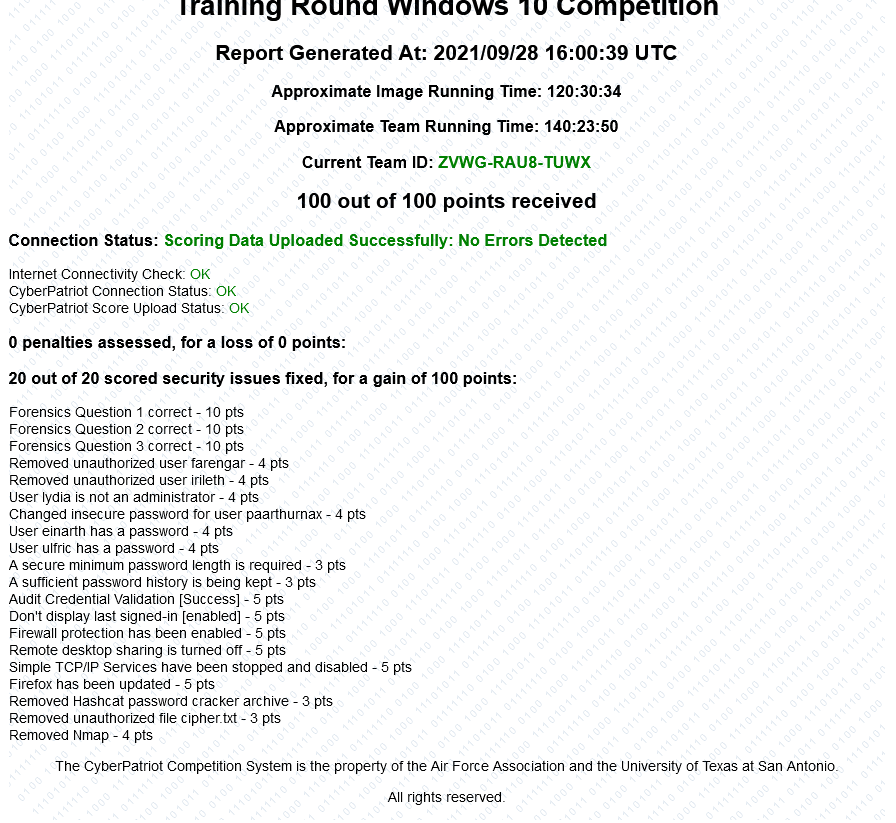 Training Round Windows 10 Competition
Report Generated At: 2021/09/28 16:00:39 UTC
Approximate Image Running Time: 120:30:34
Approximate Team Running Time: 140:23:50
Current Team ID: ZVWG-RAU8-TUWX
100 out of 100 points received
Connection Status: Scoring Data Uploaded Successfully: No Errors Detected
Internet Connectivity Check: OK
CyberPatriot Connection Status: OK
CyberPatriot Score Upload Status: OK
0 penalties assessed, for a loss of 0 points:
20 out of 20 scored security issues fixed, for a gain of 100 points:
Forensics Question 1 correct - 10 pts
Forensics Question 2 correct - 10 pts
Forensics Question 3 correct - 10 pts
Removed unauthorized user farengar - 4 pts
Removed unauthorized user irileth - 4 pts
User lydia is not an administrator - 4 pts
Changed insecure password for user paarthurnax - 4 pts
User einarth has a password - 4 pts
User ulfric has a password - 4 pts
A secure minimum password length is required - 3 pts
A sufficient password history is being kept - 3 pts
Audit Credential Validation [Success] - 5 pts
Don't display last signed-in [enabled] - 5 pts
Firewall protection has been enabled - 5 pts
Remote desktop sharing is turned off - 5 pts
Simple TCP/IP Services have been stopped and disabled - 5 pts
Firefox has been updated - 5 pts
Removed Hashcat password cracker archive - 3 pts
Removed unauthorized file cipher.txt - 3 pts
Removed Nmap - 4 pts
The CyberPatriot Competition System is the property of the Air Force Association and the University of Texas at San Antonio.
All rights reserved.